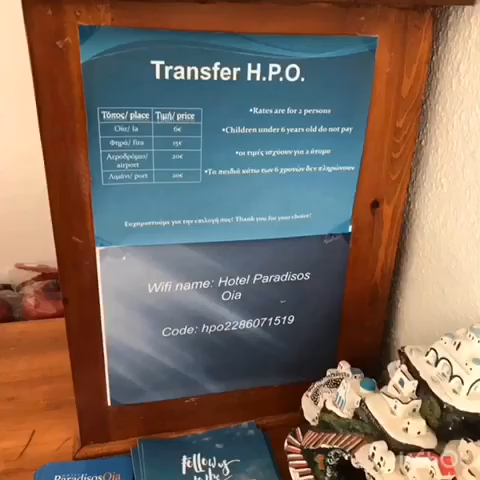 Transfer H.P.O.
Τόπος/ place Τιμή/ price
Οία/ Ia 6€
Φηρά/ fira 15€
Αεροδρόμιο/ airport 20€
Λιμάνι/ port 20€
•Rates are for 2 persons
•Children under 6 years old do not pay
•οι τιμές ισχύουν για 2 άτομα
•Τα παιδιά κάτω των 6 χρονών δεν πληρώνουν
Ευχαριστούμε για την επιλογή σας! Thank you for your choice!
Wifi name: Hotel Paradisos
Oia
Code: hpo2286071519
ParadisosOia
follow us